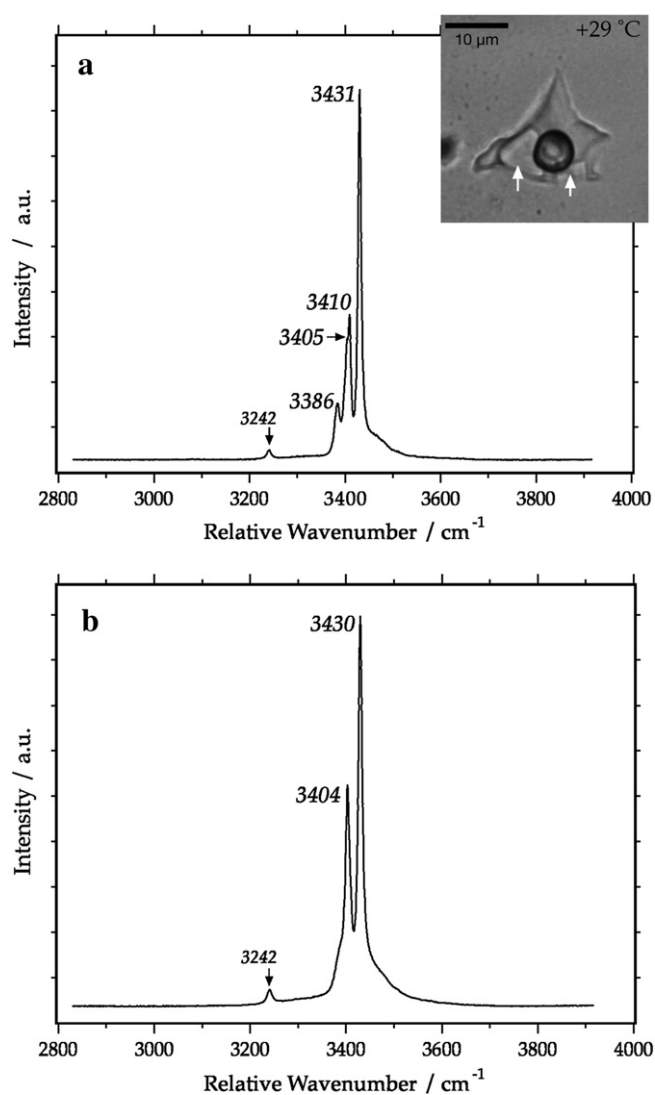 a
10 µm
+29 °C
3431
3410
3405
3386
3242
Intensity / a.u.
2800 3000 3200 3400 3600 3800 4000
Relative Wavenumber / cm-1
b
3430
3404
3242
Intensity / a.u.
2800 3000 3200 3400 3600 3800 4000
Relative Wavenumber / cm-1